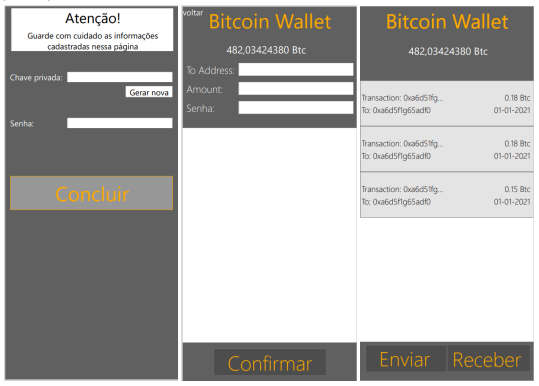 Atenção!
Guarde com cuidado as informações
cadastradas nessa página
Chave privada:
Gerar nova
Senha:
Concluir
voltar
Bitcoin Wallet
482,03424380 Btc
To Address:
Amount:
Senha:
Confirmar
Bitcoin Wallet
482,03424380 Btc
Transaction: 0xa6d51fg... 0.18 Btc
To: 0xa6d5f1g65adf0 01-01-2021
Transaction: 0xa6d51fg... 0.18 Btc
To: 0xa6d5f1g65adf0 01-01-2021
Transaction: 0xa6d51fg... 0.15 Btc
To: 0xa6d5f1g65adf0 01-01-2021
Enviar Receber